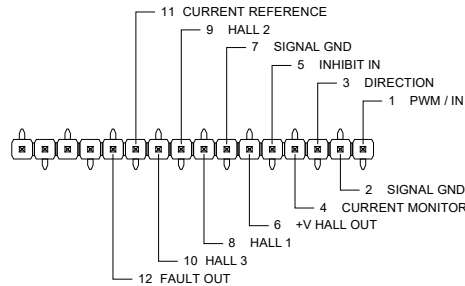 11 CURRENT REFERENCE
9 HALL 2
7 SIGNAL GND
5 INHIBIT IN
3 DIRECTION
1 PWM / IN
2 SIGNAL GND
4 CURRENT MONITOR
6 +V HALL OUT
8 HALL 1
10 HALL 3
12 FAULT OUT